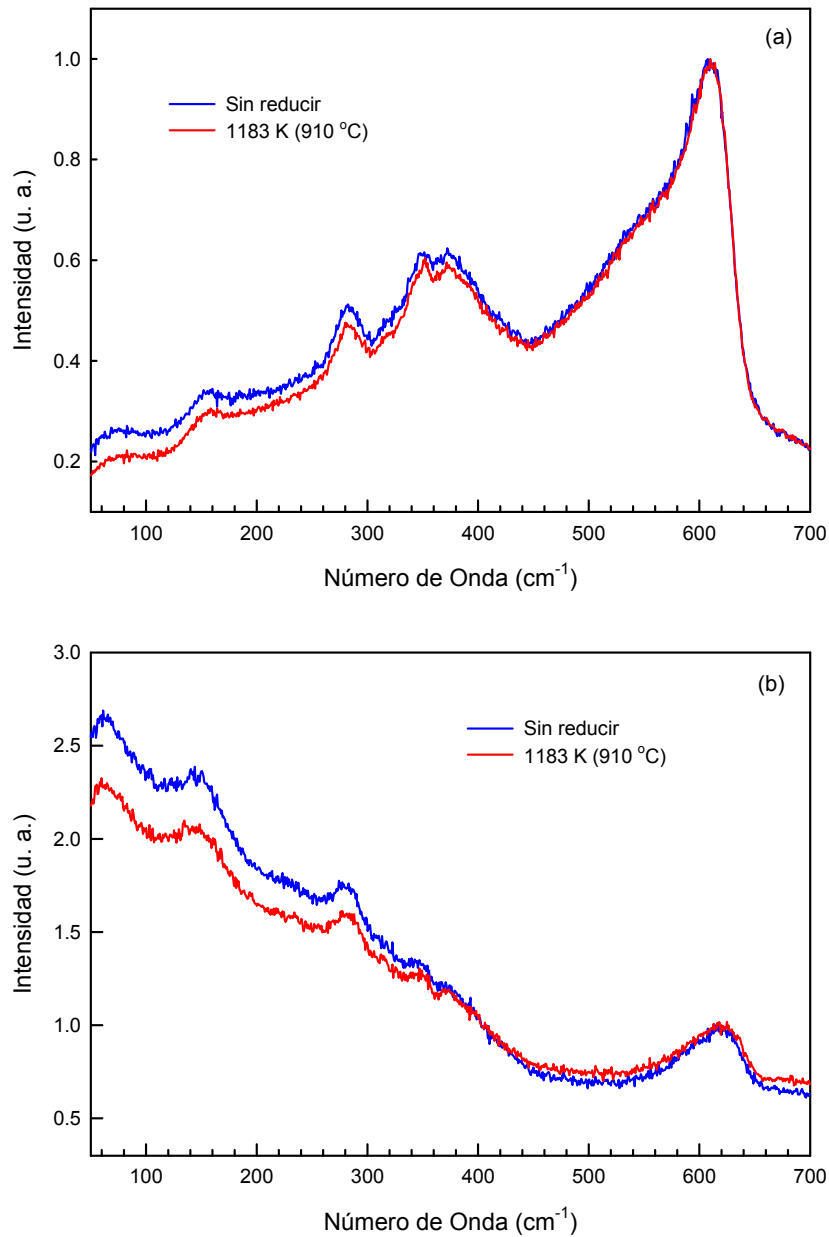 (a)
Sin reducir
1183 K (910 °C)
1.0
0.8
0.6
0.4
0.2
Intensidad (u. a.)
100 200 300 400 500 600 700
Número de Onda (cm-1)
(b)
Sin reducir
1183 K (910 °C)
3.0
2.5
2.0
1.5
1.0
0.5
Intensidad (u. a.)
100 200 300 400 500 600 700
Número de Onda (cm-1)